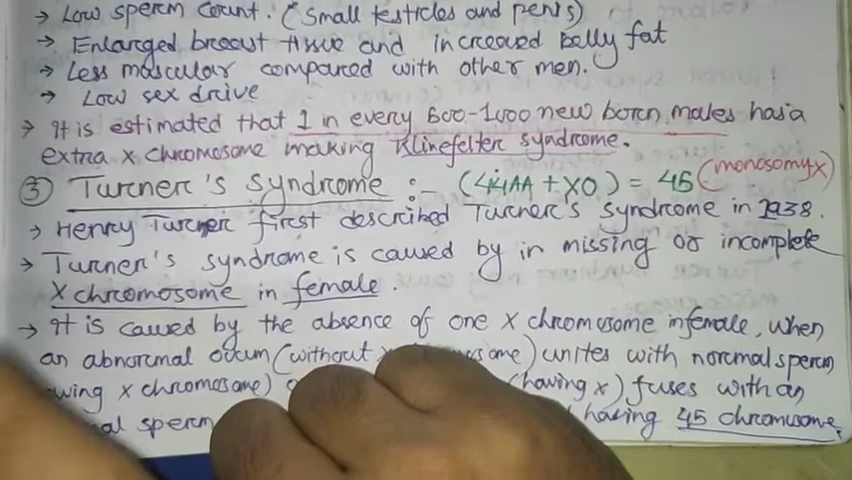 → Low sperm count. (Small testicles and penis)
→ Enlarged breast tissue and increased belly fat
→ Less mascular compared with other men.
→ Low sex drive
→ It is estimated that 1 in every 600-1000 new born males has a
extra x chromosome making Klinefelter syndrome.
③ Turner's syndrome :- (44AA + XO) = 45 (monosomy x)
→ Henry Turner first described Turner's syndrome in 1938.
→ Turner's syndrome is caused by in missing or incomplete
X chromosome in female.
→ It is caused by the absence of one X chromosome in female, when
an abnormal ovum (without x unites with normal sperm
x chromosome) (having x) fuses with an
sperm having 45 chromosome,